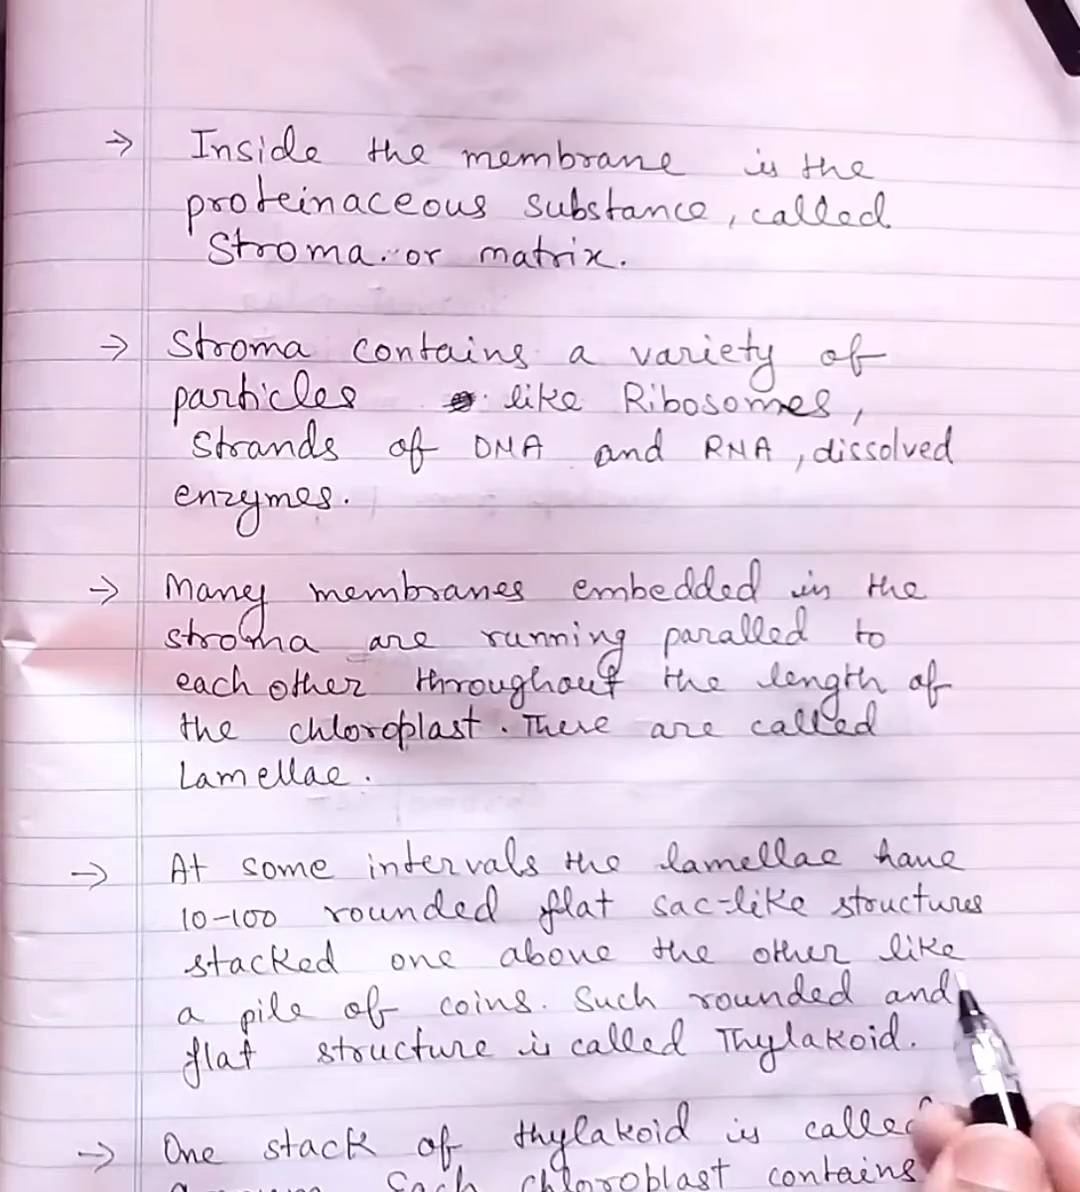 → Inside the membrane is the
proteinaceous substance, called
Stroma. or matrix.
→ Stroma contains a variety of
particles like Ribosomes,
Strands of DNA and RNA, dissolved
enzymes.
→ Many membranes embedded in the
stroma are running paralled to
each other throughout the length of
the chloroplast. There are called
Lamellae.
→ At some intervals the lamellae have
10-100 rounded flat sac-like structures
stacked one above the other like
a pile of coins. Such rounded and
flat structure is called Thylakoid.
→ One stack of thylakoid is called
Each chloroplast contains